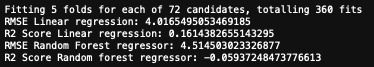 Fitting 5 folds for each of 72 candidates, totalling 360 fits
RMSE Linear regression: 4.0165495053469185
R2 Score Linear regression: 0.1614382655143295
RMSE Random Forest regressor: 4.514503023326877
R2 Score Random forest regressor: -0.05937248473776613